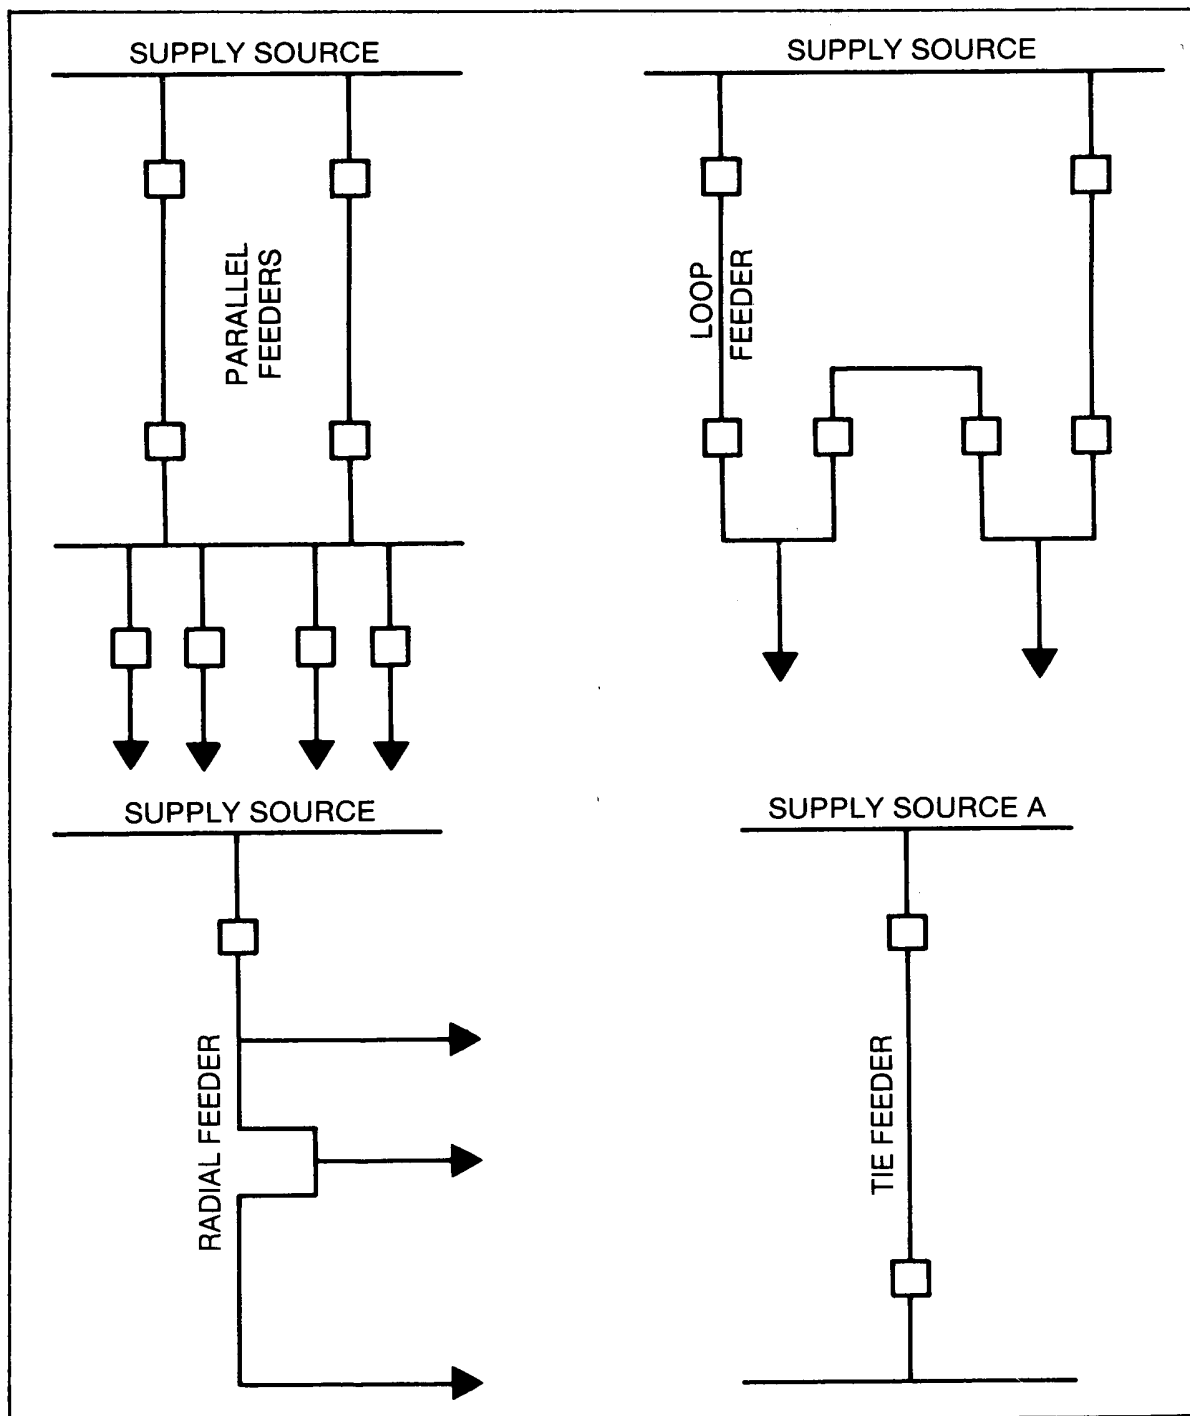 SUPPLY SOURCE
PARALLEL
FEEDERS
SUPPLY SOURCE
LOOP
FEEDER
SUPPLY SOURCE
RADIAL FEEDER
SUPPLY SOURCE A
TIE FEEDER